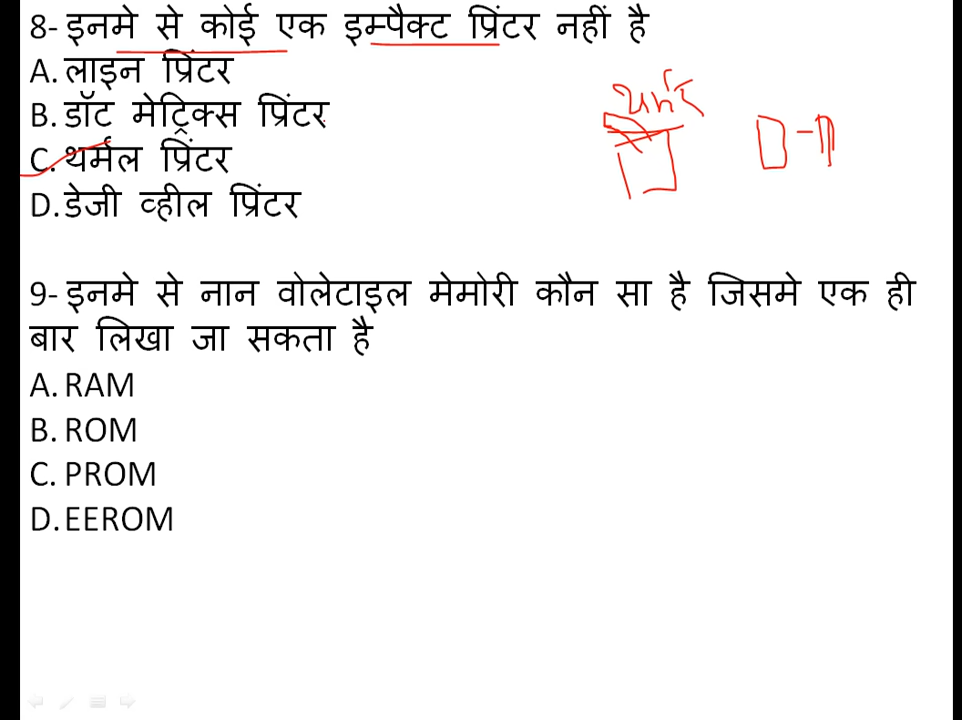 8- इनमे से कोई एक इम्पैक्ट प्रिंटर नहीं है
A. लाइन प्रिंटर
B. डॉट मेट्रिक्स प्रिंटर
C. थर्मल प्रिंटर
D. डेजी व्हील प्रिंटर
9- इनमे से नान वोलेटाइल मेमोरी कौन सा है जिसमे एक ही
बार लिखा जा सकता है
A. RAM
B. ROM
C. PROM
D. EEROM